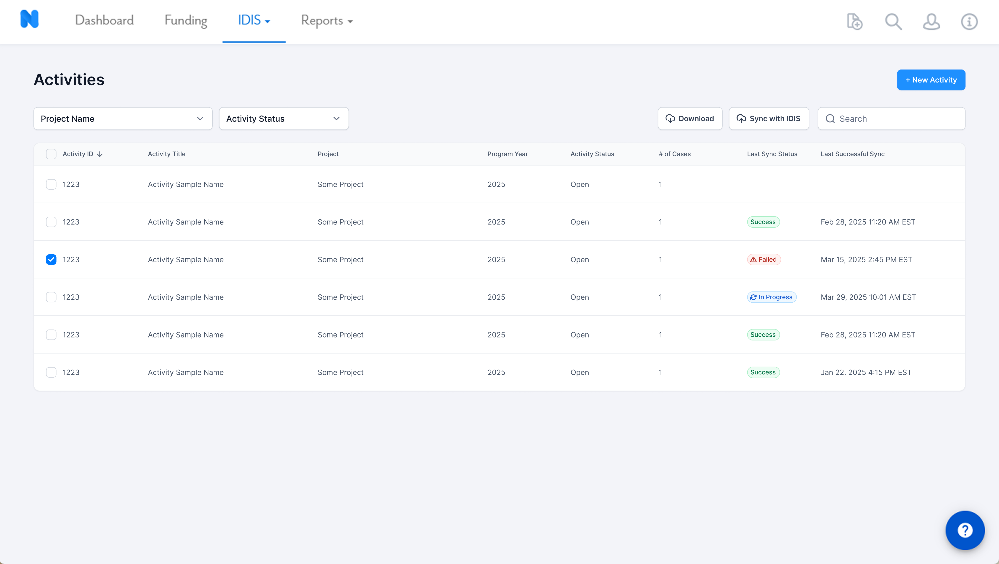 Dashboard Funding IDIS Reports
Activities
+ New Activity
Project Name Activity Status Download Sync with IDIS Search
Activity ID Activity Title Project Program Year Activity Status # of Cases Last Sync Status Last Successful Sync
1223 Activity Sample Name Some Project 2025 Open 1
1223 Activity Sample Name Some Project 2025 Open 1 Success Feb 28, 2025 11:20 AM EST
1223 Activity Sample Name Some Project 2025 Open 1 Failed Mar 15, 2025 2:45 PM EST
1223 Activity Sample Name Some Project 2025 Open 1 In Progress Mar 29, 2025 10:01 AM EST
1223 Activity Sample Name Some Project 2025 Open 1 Success Feb 28, 2025 11:20 AM EST
1223 Activity Sample Name Some Project 2025 Open 1 Success Jan 22, 2025 4:15 PM EST